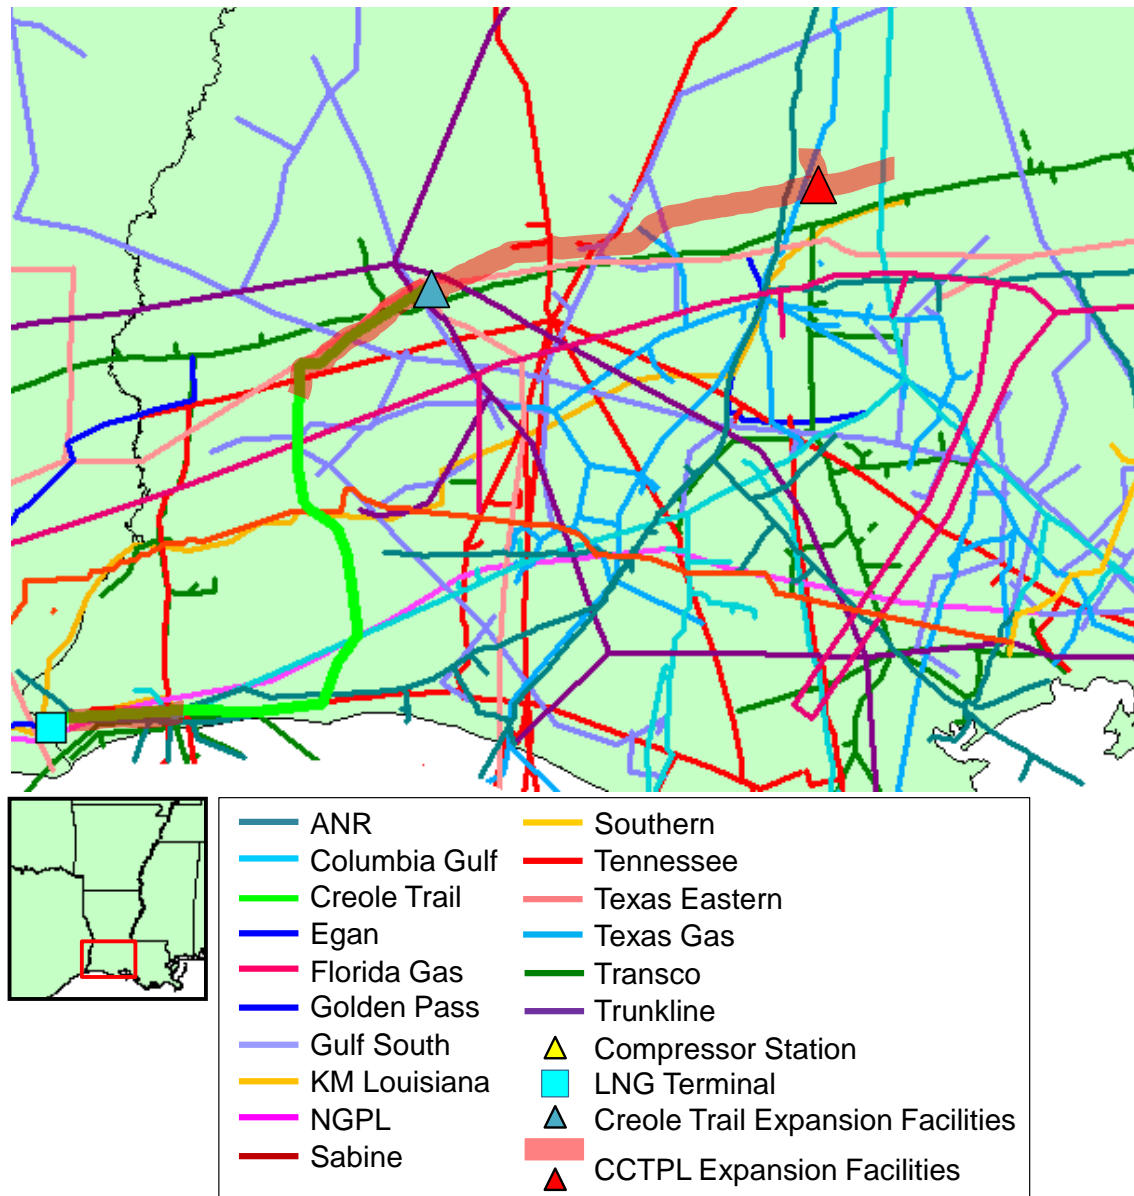 ANR
Columbia Gulf
Creole Trail
Egan
Florida Gas
Golden Pass
Gulf South
KM Louisiana
NGPL
Sabine
Southern
Tennessee
Texas Eastern
Texas Gas
Transco
Trunkline
Compressor Station
LNG Terminal
Creole Trail Expansion Facilities
CCTPL Expansion Facilities